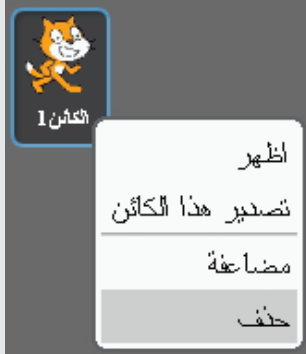 الكائن1
اظهر
تصدير هذا الكائن
مضاعفة
حذف